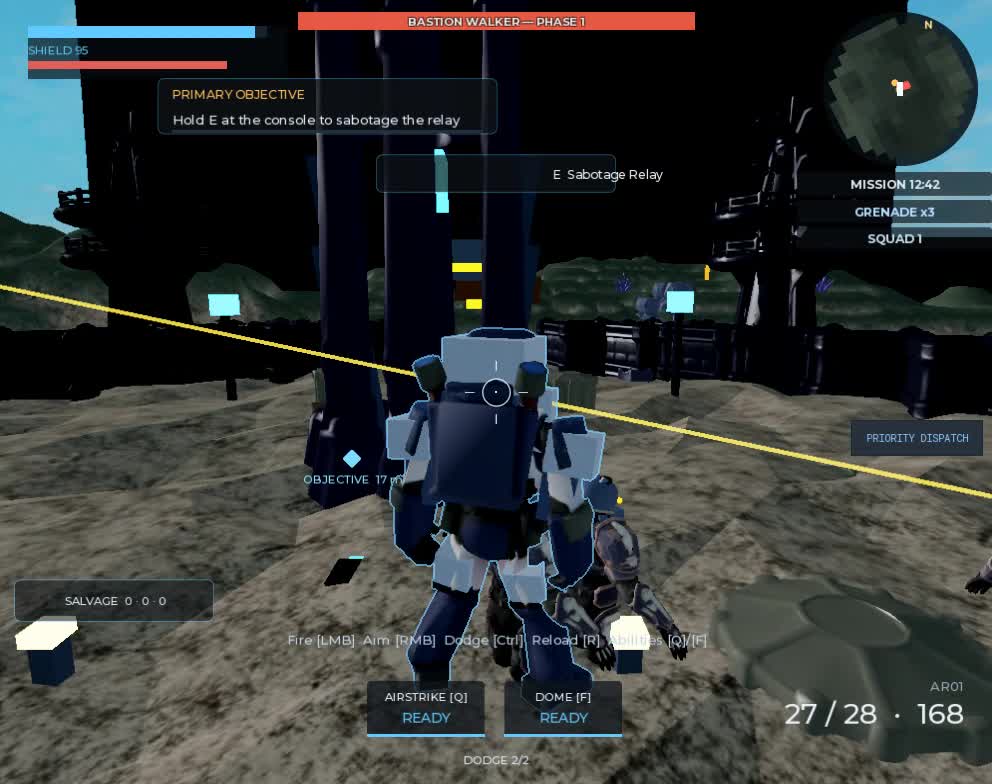 BASTION WALKER — PHASE 1
N
SHIELD 95
PRIMARY OBJECTIVE
Hold E at the console to sabotage the relay
E Sabotage Relay
MISSION 12:42
GRENADE x3
SQUAD 1
PRIORITY DISPATCH
OBJECTIVE 17 m
SALVAGE 0 · 0 · 0
Fire [LMB] Aim [RMB] Dodge [Ctrl] Reload [R] Abilities [Q]/[F]
AR01
27 / 28 · 168
AIRSTRIKE [Q]
READY
DOME [F]
READY
DODGE 2/2